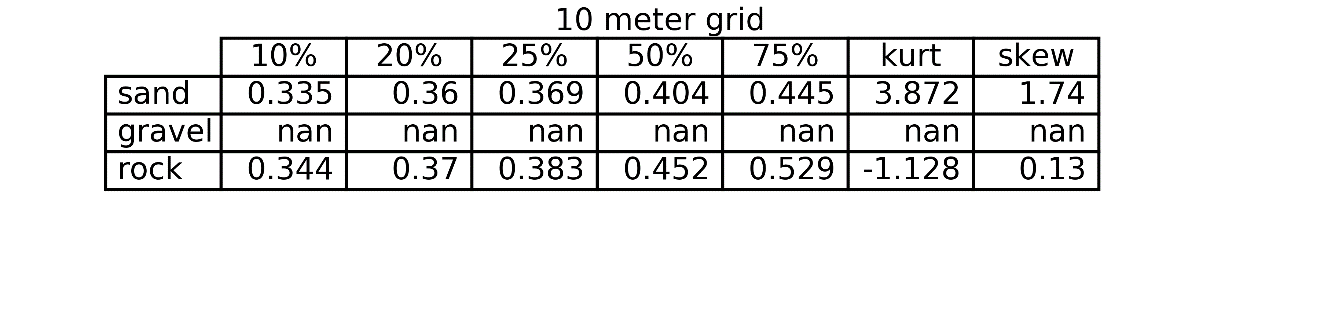 10 meter grid
10% 20% 25% 50% 75% kurt skew
sand 0.335 0.36 0.369 0.404 0.445 3.872 1.74
gravel nan nan nan nan nan nan nan
rock 0.344 0.37 0.383 0.452 0.529 -1.128 0.13